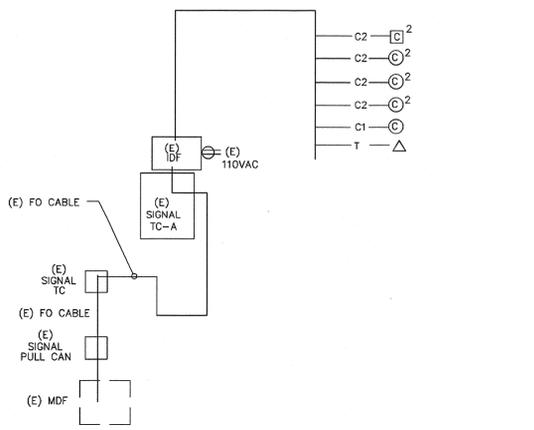 C2 C 2
C2 C 2
C2 C 2
C2 C 2
C1 C
T
(E)
IDF
(E)
110VAC
(E)
SIGNAL
TC-A
(E) FO CABLE
(E)
SIGNAL
TC
(E) FO CABLE
(E)
SIGNAL
PULL CAN
(E) MDF